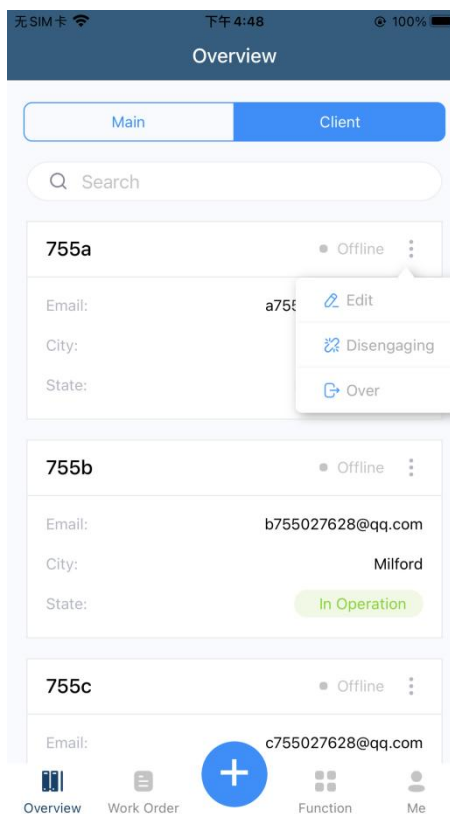 无SIM卡 下午4:48 100%
Overview
Main Client
Search
755a Offline
Email: a755
City:
State:
Edit
Disengaging
Over
755b Offline
Email: b755027628@qq.com
City: Milford
State: In Operation
755c Offline
Email: c755027628@qq.com
Overview Work Order Function Me